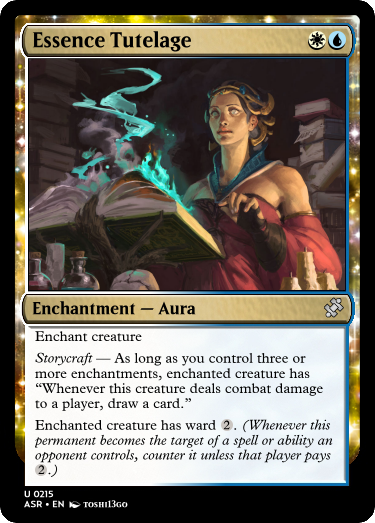 Essence Tutelage
Enchantment — Aura
Enchant creature
Storycraft — As long as you control three or
more enchantments, enchanted creature has
“Whenever this creature deals combat damage
to a player, draw a card.”
Enchanted creature has ward 2. (Whenever this
permanent becomes the target of a spell or ability an
opponent controls, counter it unless that player pays
2.)
U 0215
ASR • EN TOSHI13GO